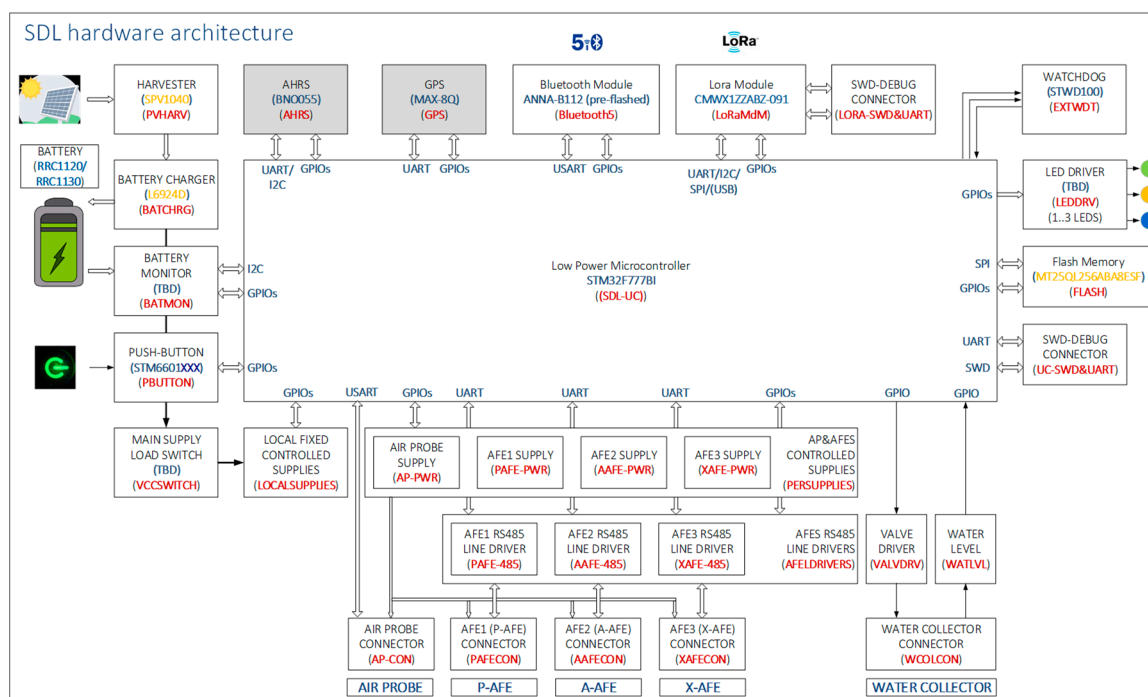 SDL hardware architecture
5
LoRa
HARVESTER
SPV1040
(PVHARV)
AHRS
(BNO055)
(AHRS)
GPS
(MAX-8Q)
(GPS)
Bluetooth Module
ANNA-B112 (pre-flashed)
(Bluetooth5)
Lora Module
CMWX1ZZABZ-091
(LoRaMdM)
SWD-DEBUG
CONNECTOR
(LORA-SWD&UART)
WATCHDOG
(STWD100)
(EXTWDT)
BATTERY
(RRC1120/
RRC1130)
UART/
I2C
GPIOs
UART
GPIOs
USART
GPIOs
UART/I2C/
SPI/(USB)
GPIOs
BATTERY CHARGER
(L6924D)
(BATCHRG)
GPIOs
LED DRIVER
(TBD)
(LEDDRV)
(1..3 LEDS)
BATTERY
MONITOR
(TBD)
(BATMON)
I2C
GPIOs
Low Power Microcontroller
STM32F777BI
((SDL-UC))
SPI
GPIOs
Flash Memory
(MT25QL256ABA8ESF)
(FLASH)
PUSH-BUTTON
(STM6601XXX)
(PBUTTON)
GPIOs
UART
SWD
SWD-DEBUG
CONNECTOR
(UC-SWD&UART)
GPIOs
USART
GPIOs
UART
UART
UART
GPIOs
GPIO
GPIO
MAIN SUPPLY
LOAD SWITCH
(TBD)
(VCCSWITCH)
LOCAL FIXED
CONTROLLED
SUPPLIES
(LOCALSUPPLIES)
AIR PROBE
SUPPLY
(AP-PWR)
AFE1 SUPPLY
(PAFE-PWR)
AFE2 SUPPLY
(AAFE-PWR)
AFE3 SUPPLY
(XAFE-PWR)
AP&AFES
CONTROLLED
SUPPLIES
(PERSUPPLIES)
AFE1 RS485
LINE DRIVER
(PAFE-485)
AFE2 RS485
LINE DRIVER
(AAFE-485)
AFE3 RS485
LINE DRIVER
(XAFE-485)
AFES RS485
LINE DRIVERS
(AFELDRIVERS)
VALVE
DRIVER
(VALVDRV)
WATER
LEVEL
(WATLVL)
AIR PROBE
CONNECTOR
(AP-CON)
AFE1 (P-AFE)
CONNECTOR
(PAFECON)
AFE2 (A-AFE)
CONNECTOR
(AAFECON)
AFE3 (X-AFE)
CONNECTOR
(XAFECON)
WATER COLLECTOR
CONNECTOR
(WCOLCON)
AIR PROBE
P-AFE
A-AFE
X-AFE
WATER COLLECTOR